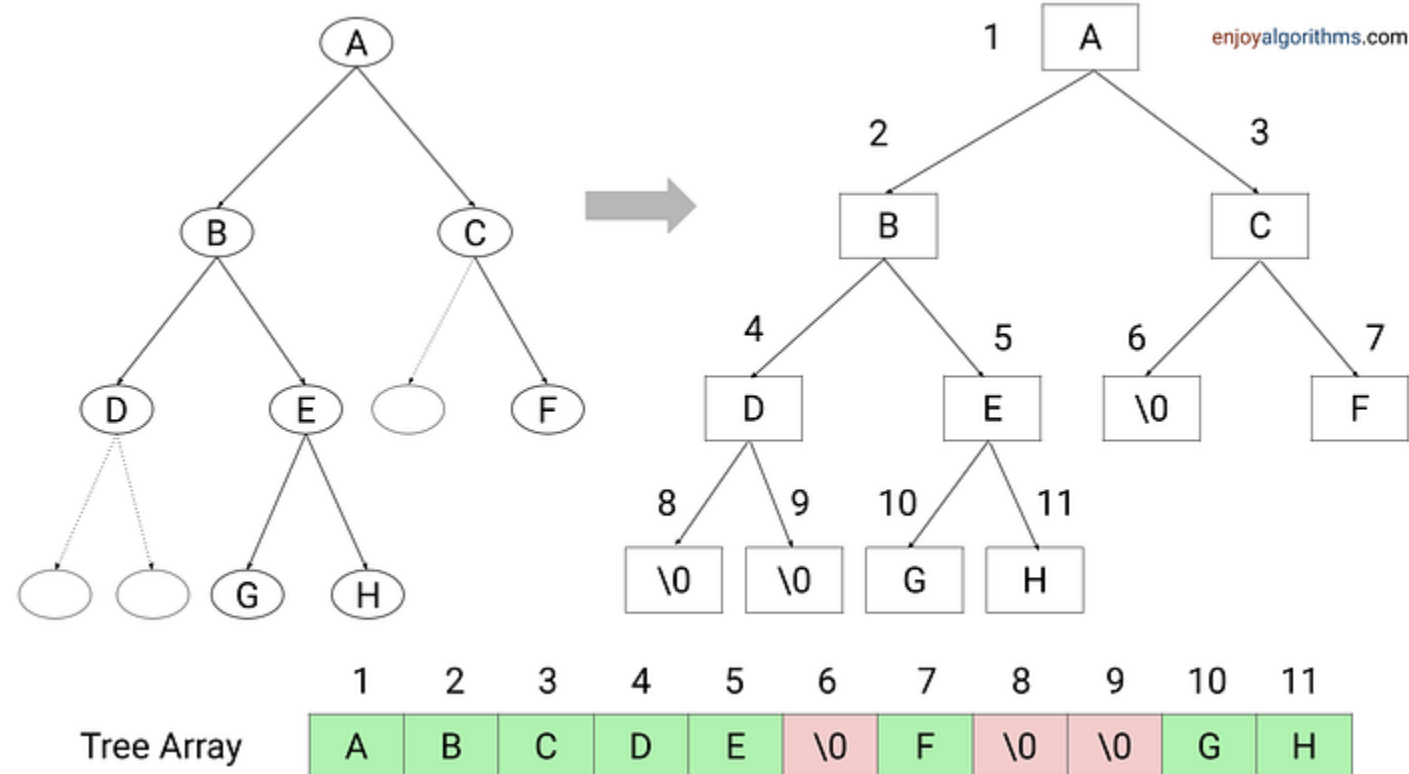 A
1 A enjoyalgorithms.com
2 3
B C B C
4 5 6 7
D E F D E \0 F
8 9 10 11
G H \0 \0 G H
1 2 3 4 5 6 7 8 9 10 11
Tree Array A B C D E \0 F \0 \0 G H